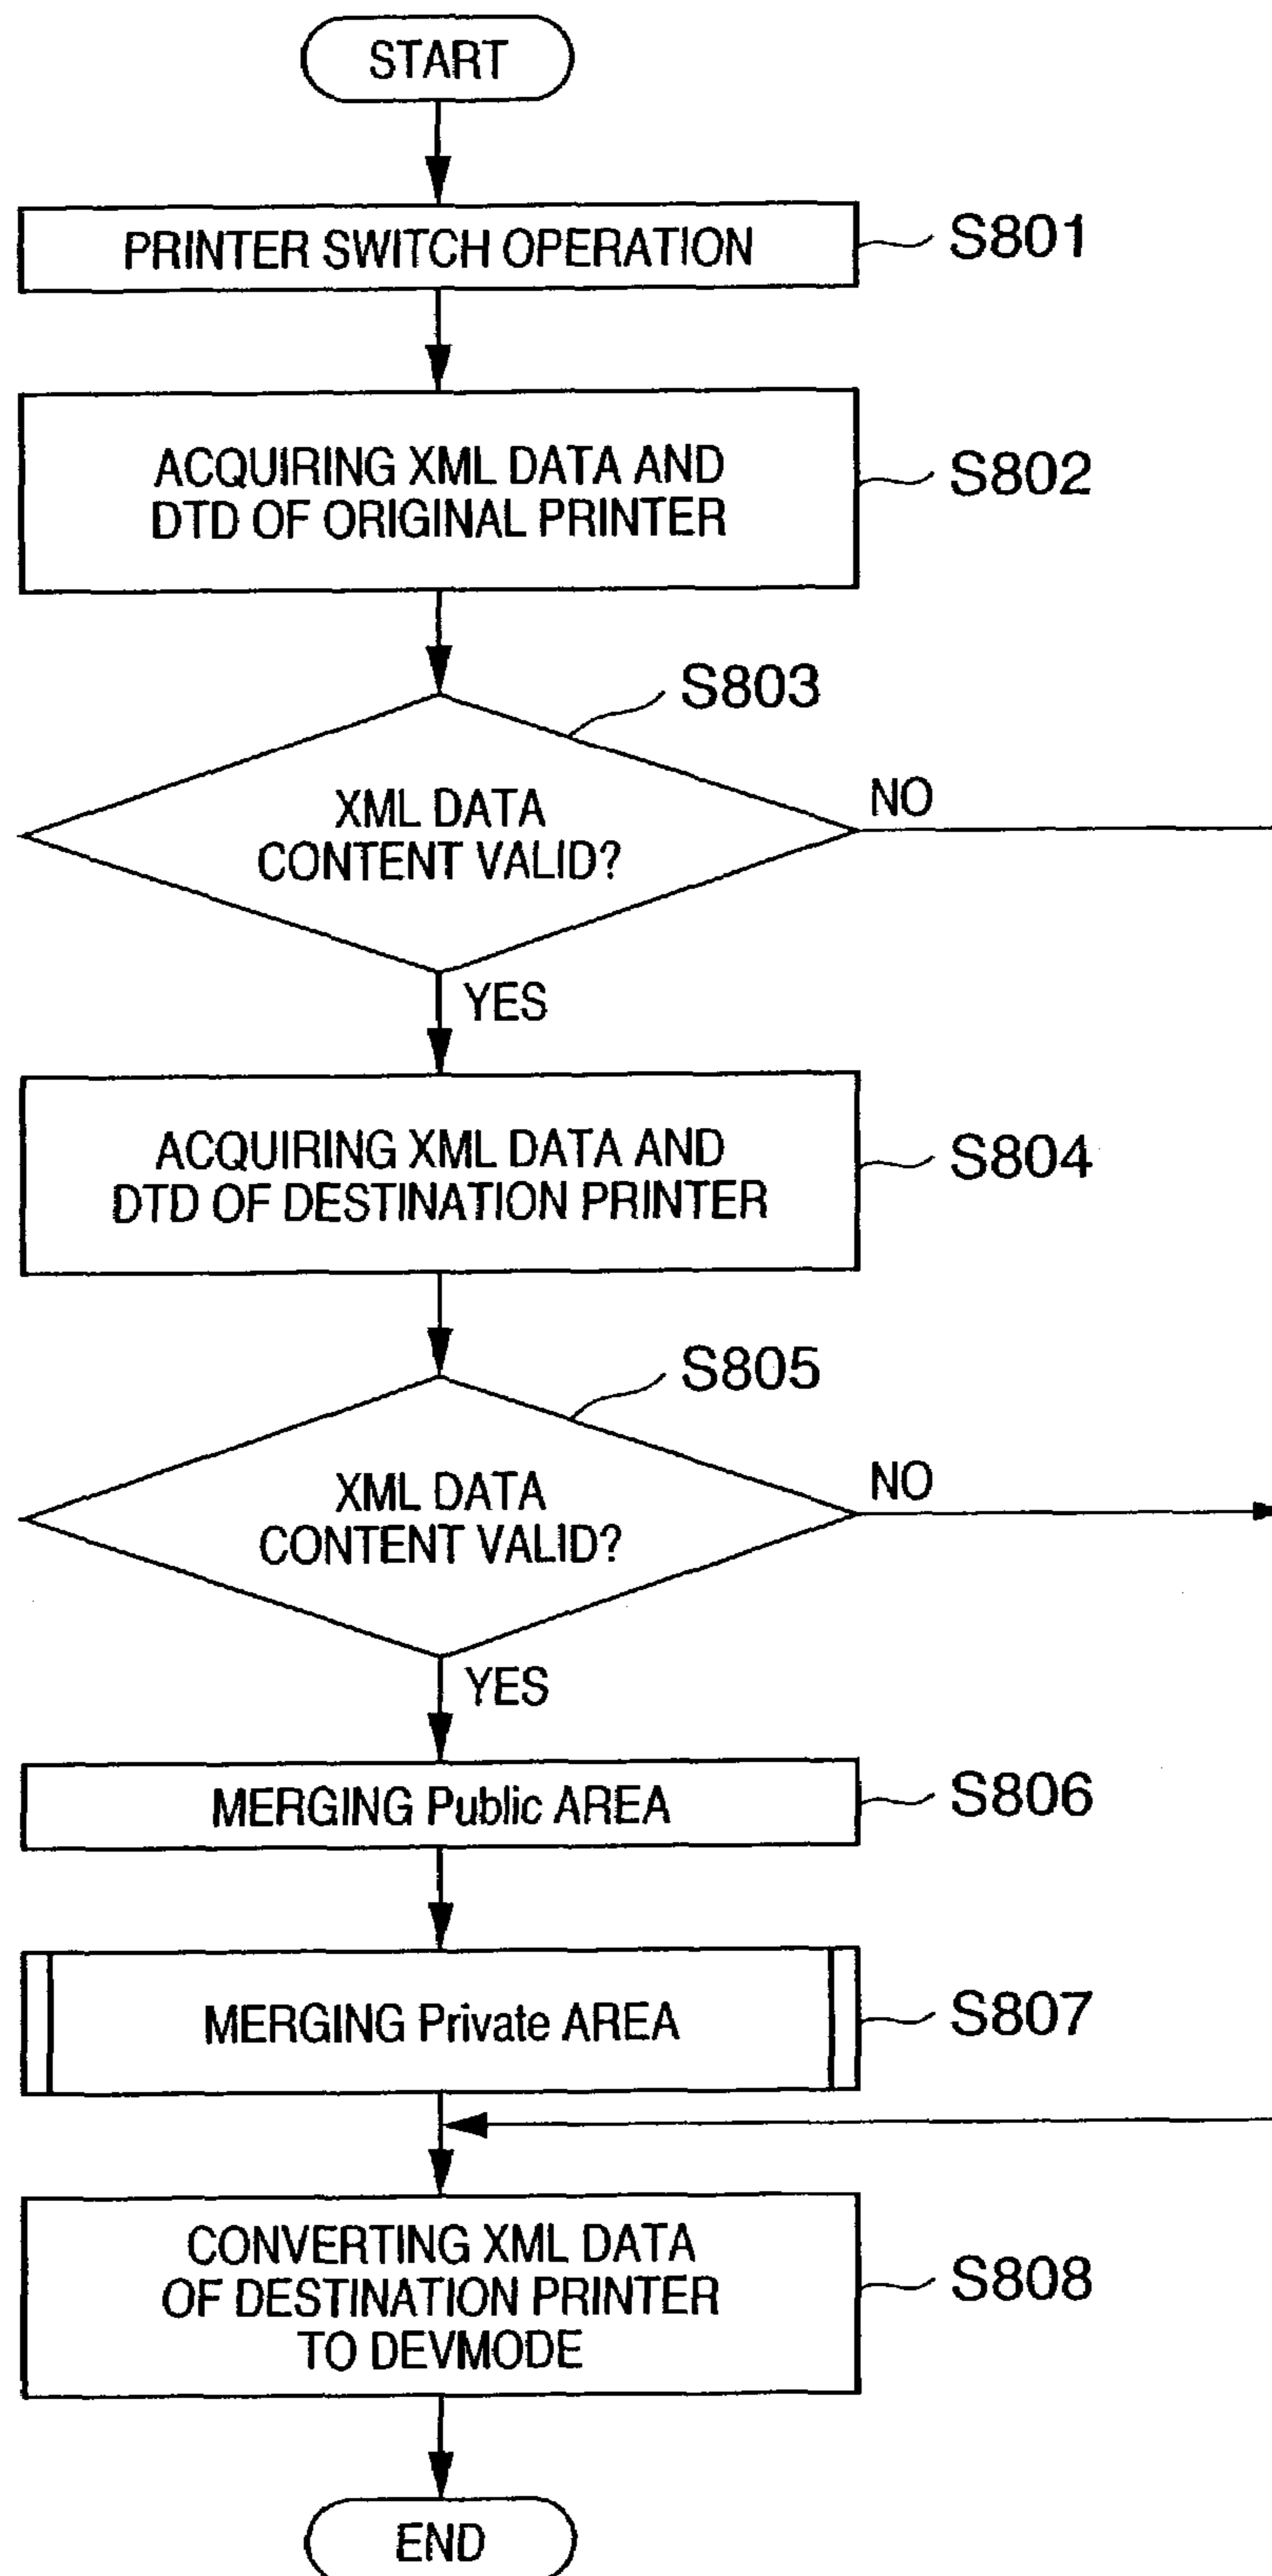 START
PRINTER SWITCH OPERATION
S801
ACQUIRING XML DATA AND
DTD OF ORIGINAL PRINTER
S802
S803
XML DATA
CONTENT VALID?
NO
YES
ACQUIRING XML DATA AND
DTD OF DESTINATION PRINTER
S804
S805
XML DATA
CONTENT VALID?
NO
YES
MERGING Public AREA
S806
MERGING Private AREA
S807
CONVERTING XML DATA
OF DESTINATION PRINTER
TO DEVMODE
S808
END